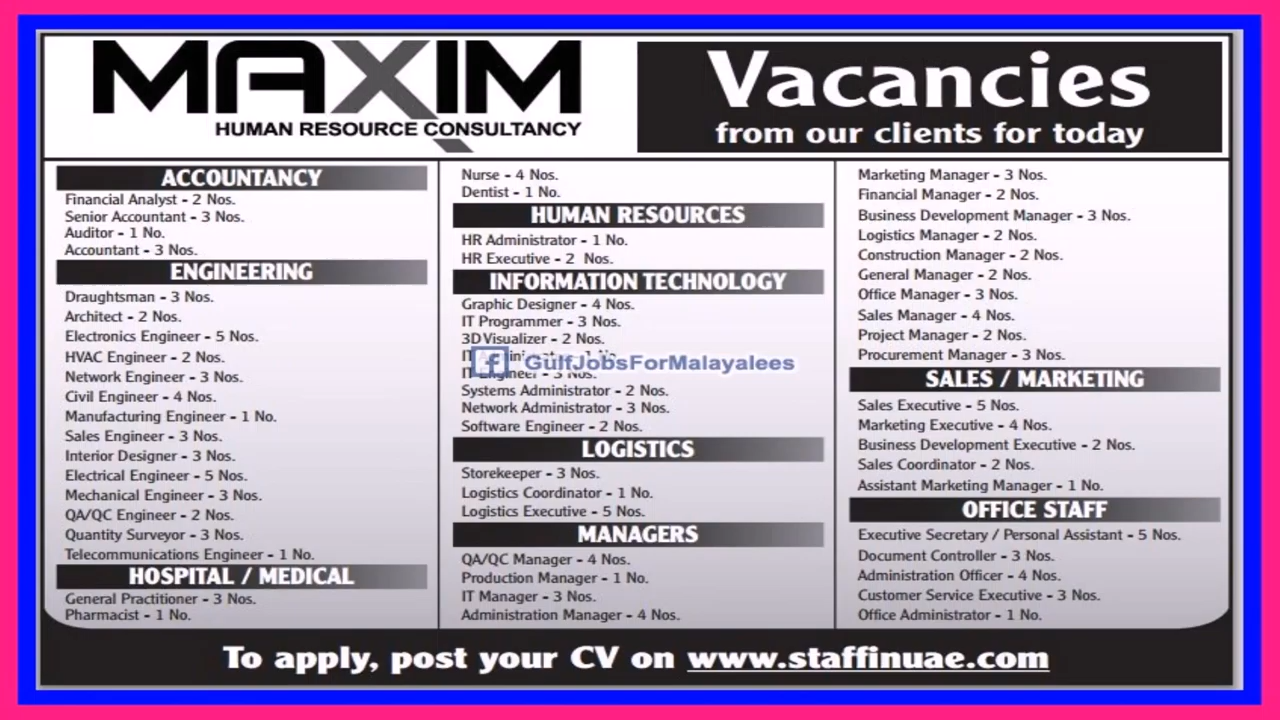 MAXIM
HUMAN RESOURCE CONSULTANCY
Vacancies
from our clients for today
ACCOUNTANCY
Financial Analyst - 2 Nos.
Senior Accountant - 3 Nos.
Auditor - 1 No.
Accountant - 3 Nos.
ENGINEERING
Draughtsman - 3 Nos.
Architect - 2 Nos.
Electronics Engineer - 5 Nos.
HVAC Engineer - 2 Nos.
Network Engineer - 3 Nos.
Civil Engineer - 4 Nos.
Manufacturing Engineer - 1 No.
Sales Engineer - 3 Nos.
Interior Designer - 3 Nos.
Electrical Engineer - 5 Nos.
Mechanical Engineer - 3 Nos.
QA/QC Engineer - 2 Nos.
Quantity Surveyor - 3 Nos.
Telecommunications Engineer - 1 No.
HOSPITAL / MEDICAL
General Practitioner - 3 Nos.
Pharmacist - 1 No.
Nurse - 4 Nos.
Dentist - 1 No.
HUMAN RESOURCES
HR Administrator - 1 No.
HR Executive - 2 Nos.
INFORMATION TECHNOLOGY
Graphic Designer - 4 Nos.
IT Programmer - 3 Nos.
3D Visualizer - 2 Nos.
f GulfJobsForMalayalees
IT Engineer - 3 Nos.
Systems Administrator - 2 Nos.
Network Administrator - 3 Nos.
Software Engineer - 2 Nos.
LOGISTICS
Storekeeper - 3 Nos.
Logistics Coordinator - 1 No.
Logistics Executive - 5 Nos.
MANAGERS
QA/QC Manager - 4 Nos.
Production Manager - 1 No.
IT Manager - 3 Nos.
Administration Manager - 4 Nos.
Marketing Manager - 3 Nos.
Financial Manager - 2 Nos.
Business Development Manager - 3 Nos.
Logistics Manager - 2 Nos.
Construction Manager - 2 Nos.
General Manager - 2 Nos.
Office Manager - 3 Nos.
Sales Manager - 4 Nos.
Project Manager - 2 Nos.
Procurement Manager - 3 Nos.
SALES / MARKETING
Sales Executive - 5 Nos.
Marketing Executive - 4 Nos.
Business Development Executive - 2 Nos.
Sales Coordinator - 2 Nos.
Assistant Marketing Manager - 1 No.
OFFICE STAFF
Executive Secretary / Personal Assistant - 5 Nos.
Document Controller - 3 Nos.
Administration Officer - 4 Nos.
Customer Service Executive - 3 Nos.
Office Administrator - 1 No.
To apply, post your CV on www.staffinuae.com